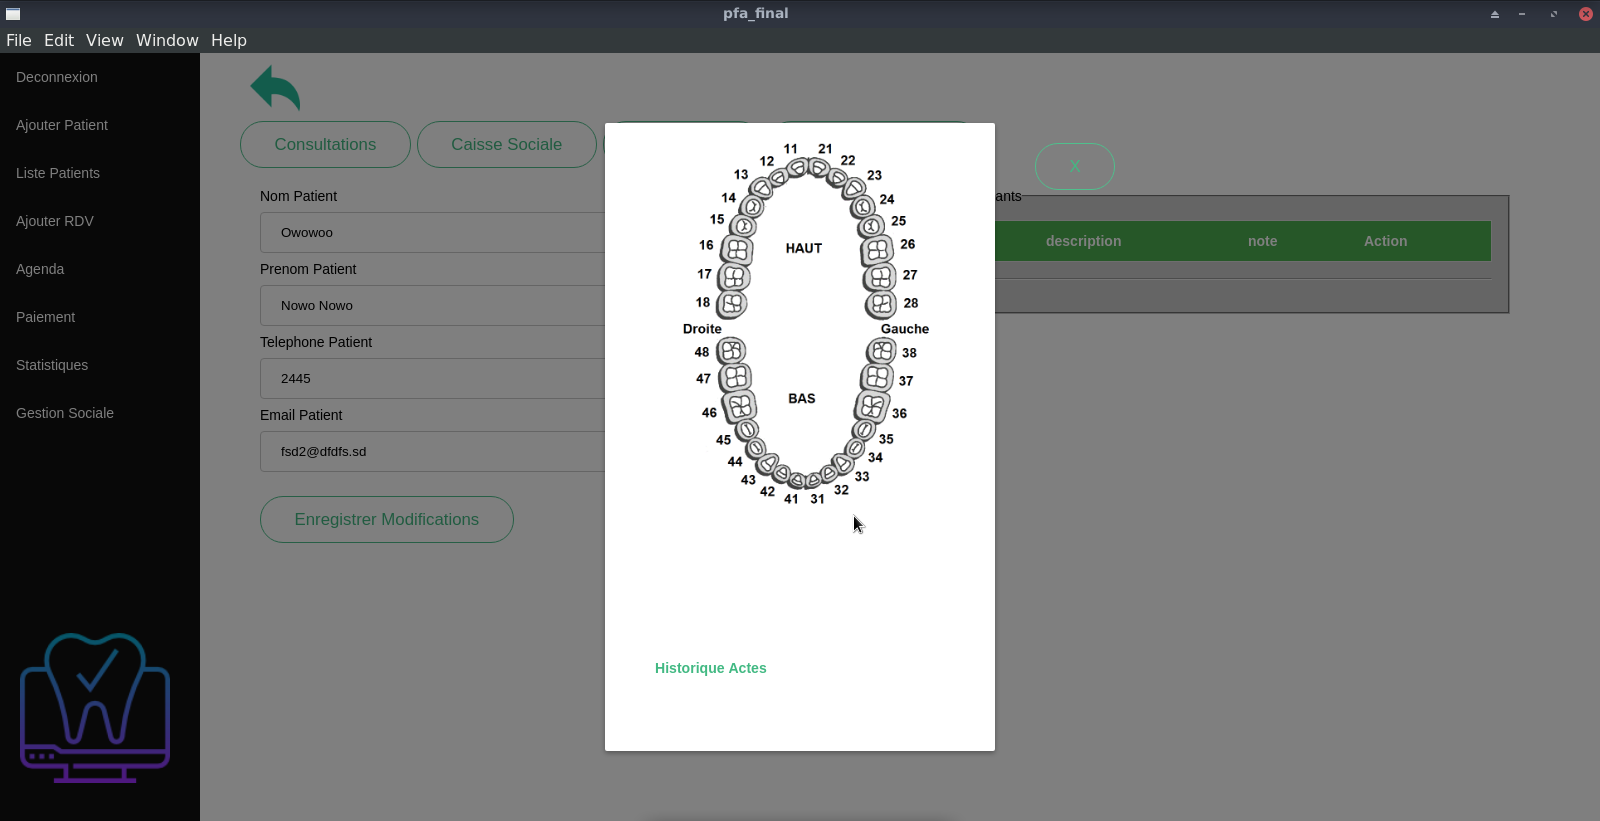 pfa_final
File Edit View Window Help
Deconnexion
Ajouter Patient
Liste Patients
Ajouter RDV
Agenda
Paiement
Statistiques
Gestion Sociale
Consultations
Caisse Sociale
X
Nom Patient
Owowoo
Prenom Patient
Nowo Nowo
Telephone Patient
2445
Email Patient
fsd2@dfdfs.sd
Enregistrer Modifications
11 21
12 22
13 23
14 24
15 25
16 HAUT 26
17 27
18 28
Droite Gauche
48 38
47 37
BAS
46 36
45 35
44 34
43 33
42 32
41 31
Historique Actes
ants
description note Action